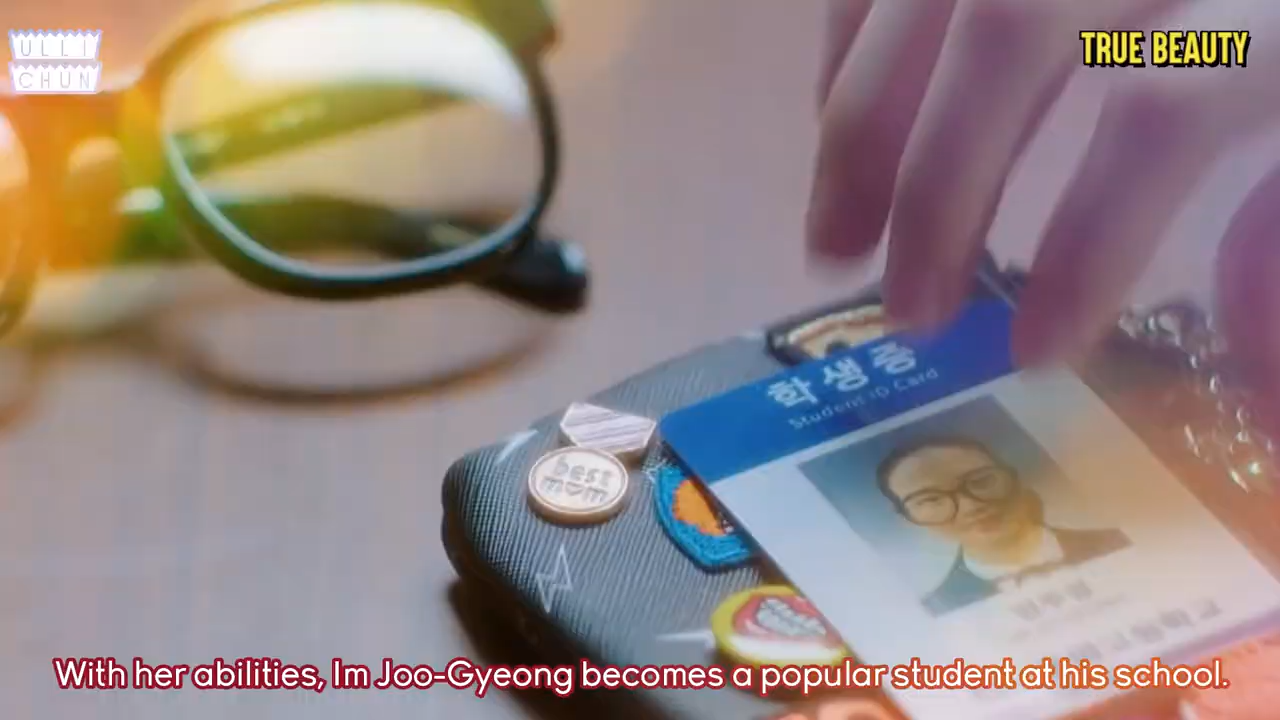 ULLI
CHUN
TRUE BEAUTY
학생증
Student ID Card
best
mom
With her abilities, Im Joo-Gyeong becomes a popular student at his school.